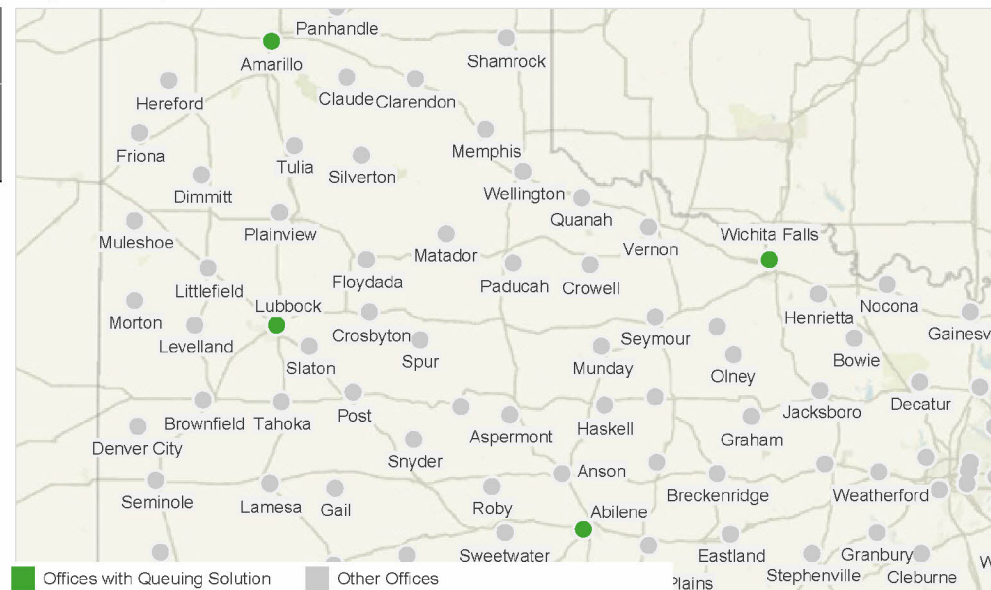 Panhandle
Amarillo
Shamrock
Hereford
Claude
Clarendon
Friona
Tulia
Silverton
Memphis
Dimmitt
Wellington
Quanah
Muleshoe
Plainview
Matador
Vernon
Wichita Falls
Littlefield
Floydada
Paducah
Crowell
Morton
Lubbock
Levelland
Crosbyton
Seymour
Henrietta
Nocona
Gainesv
Slaton
Spur
Munday
Olney
Bowie
Brownfield
Tahoka
Post
Aspermont
Haskell
Jacksboro
Decatur
Denver City
Snyder
Graham
Seminole
Lamesa
Gail
Roby
Anson
Abilene
Breckenridge
Weatherford
Sweetwater
Eastland
Stephenville
Granbury
Cleburne
W
Plains
Offices with Queuing Solution
Other Offices